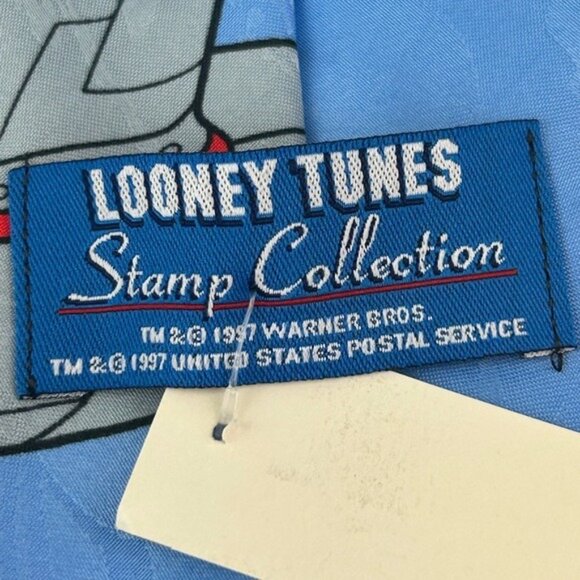 LOONEY TUNES
Stamp Collection
TM & © 1997 WARNER BROS.
TM & © 1997 UNITED STATES POSTAL SERVICE